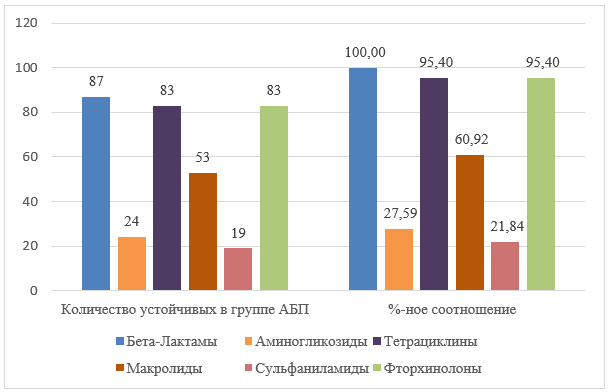 120
100
80
60
40
20
0
87
24
83
53
19
83
100,00
27,59
95,40
60,92
21,84
95,40
Количество устойчивых в группе АБП
%-ное соотношение
Бета-Лактамы
Аминогликозиды
Тетрациклины
Макролиды
Сульфаниламиды
Фторхинолоны